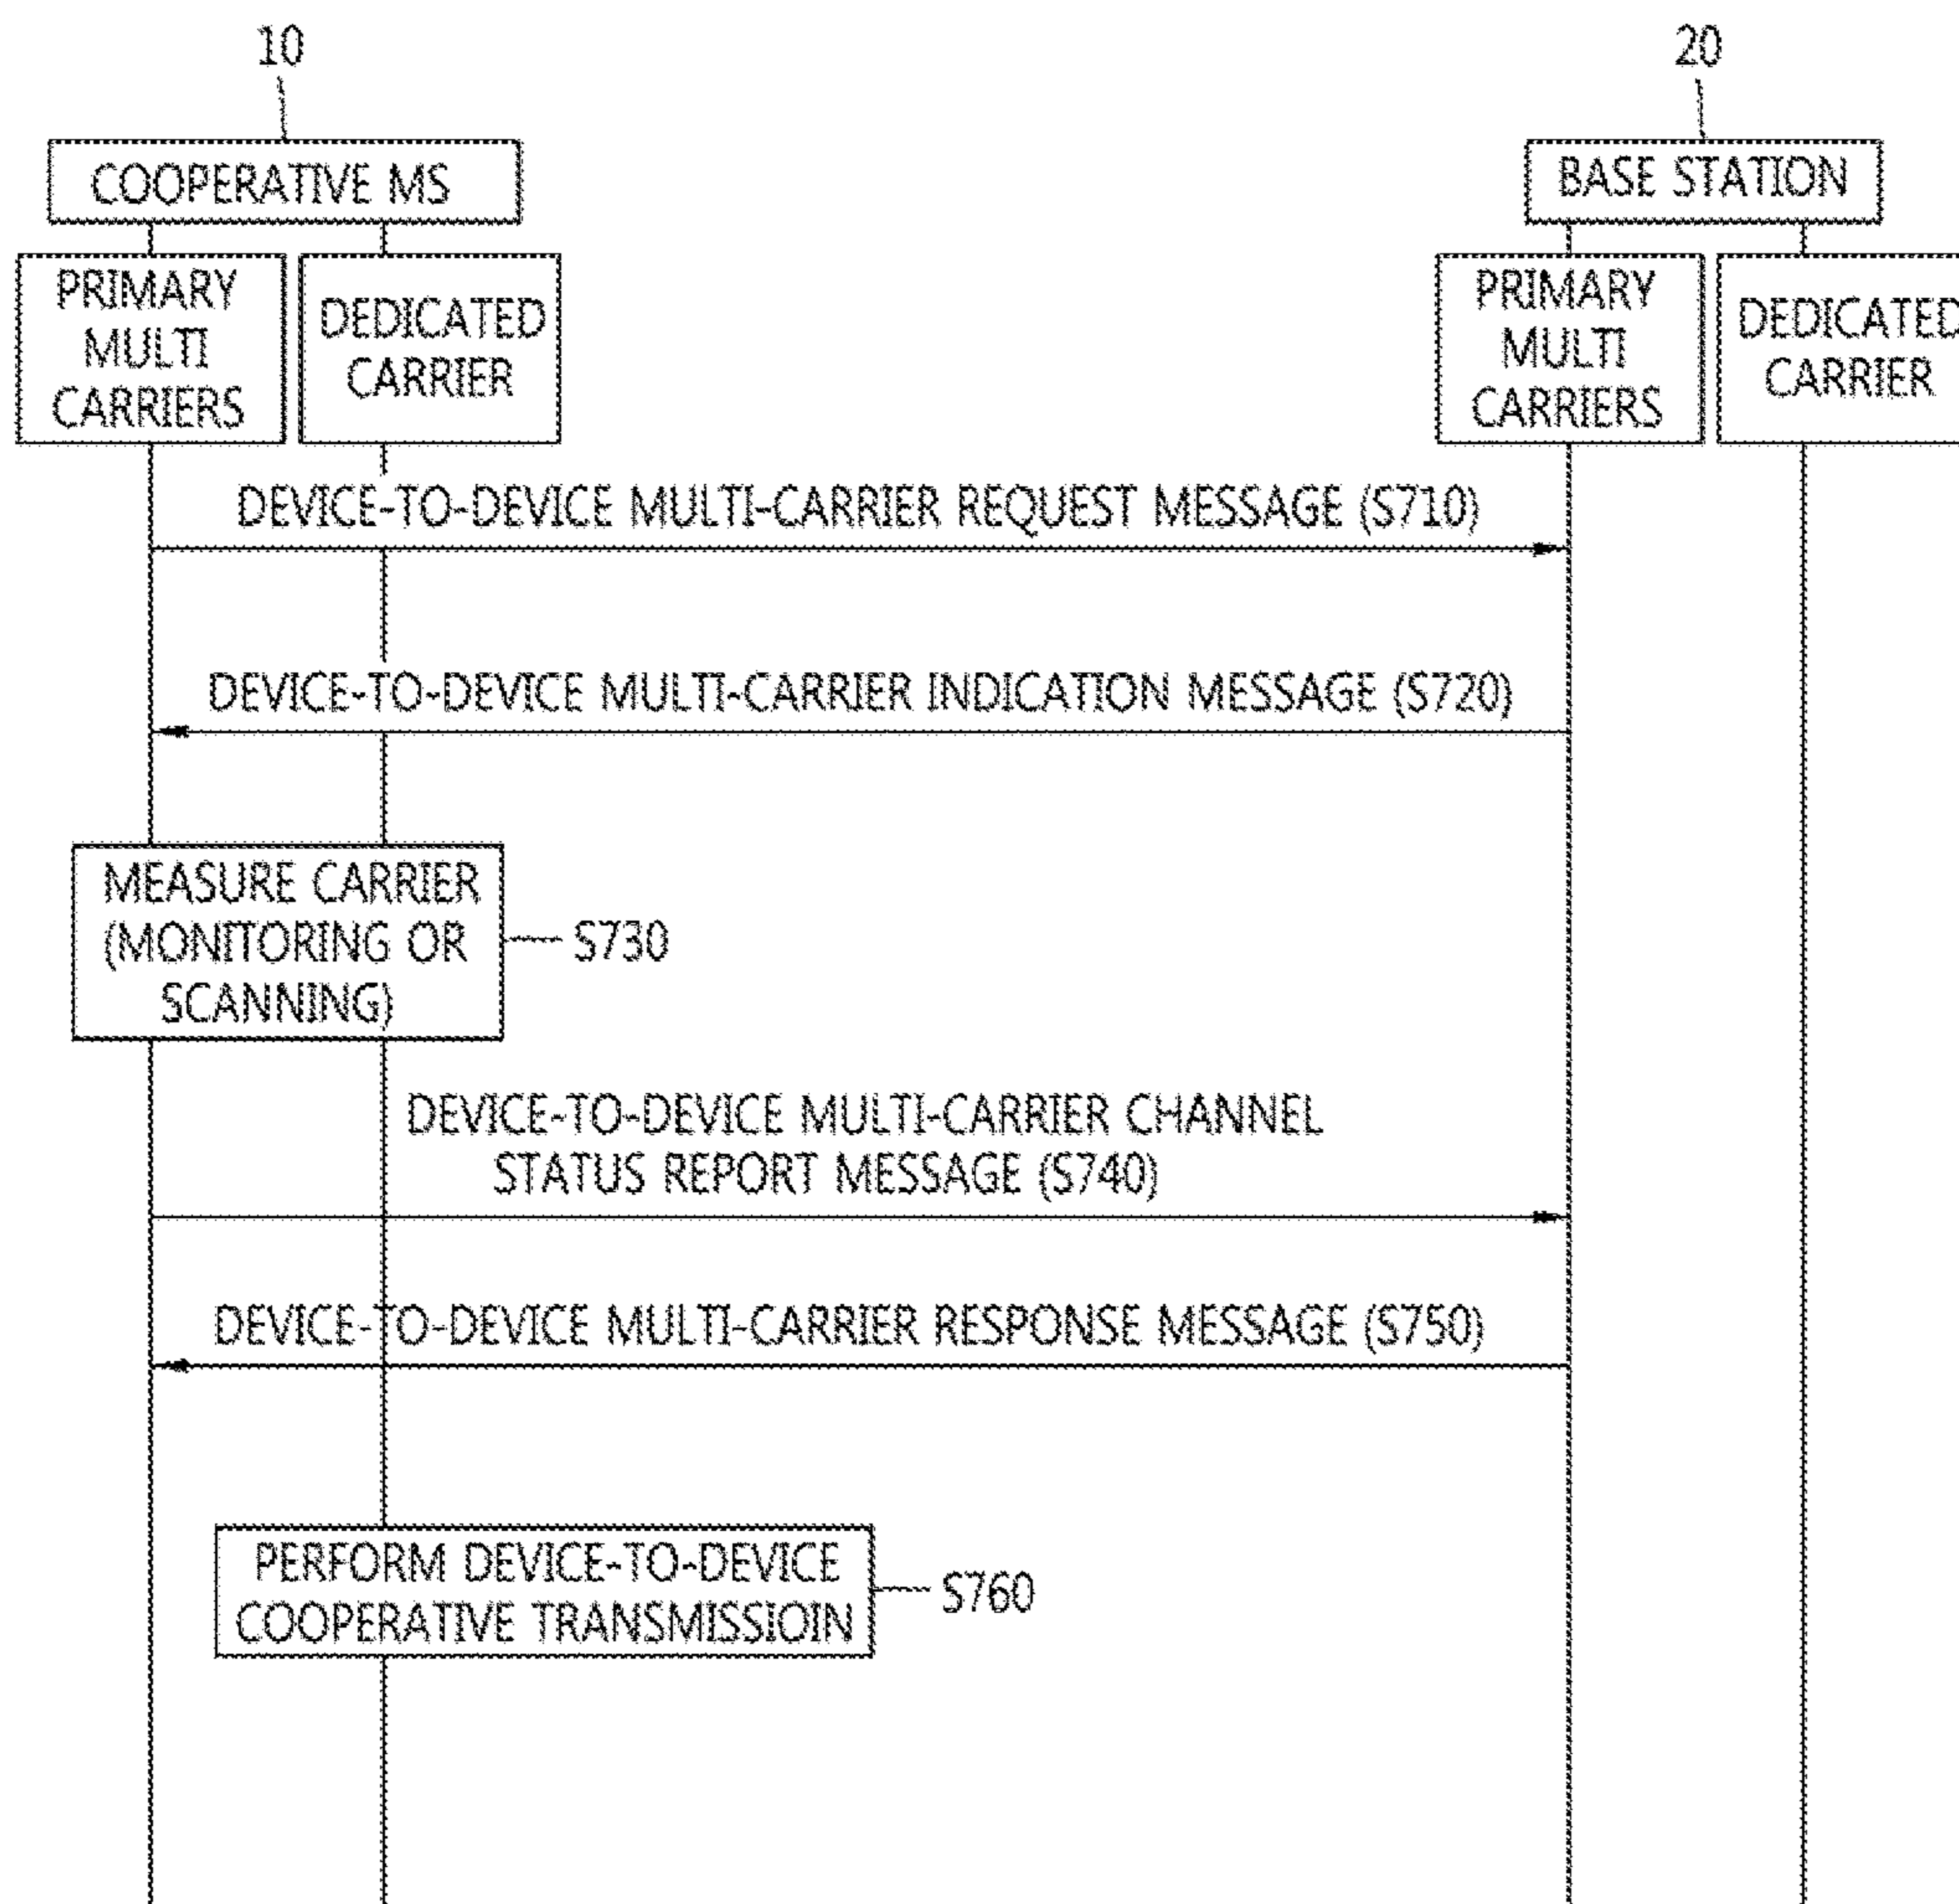 10
20
COOPERATIVE MS
BASE STATION
PRIMARY
MULTI
CARRIERS
DEDICATED
CARRIER
PRIMARY
MULTI
CARRIERS
DEDICATED
CARRIER
DEVICE-TO-DEVICE MULTI-CARRIER REQUEST MESSAGE (S710)
DEVICE-TO-DEVICE MULTI-CARRIER INDICATION MESSAGE (S720)
MEASURE CARRIER
(MONITORING OR
SCANNING)
S730
DEVICE-TO-DEVICE MULTI-CARRIER CHANNEL
STATUS REPORT MESSAGE (S740)
DEVICE-TO-DEVICE MULTI-CARRIER RESPONSE MESSAGE (S750)
PERFORM DEVICE-TO-DEVICE
COOPERATIVE TRANSMISSIOIN
S760